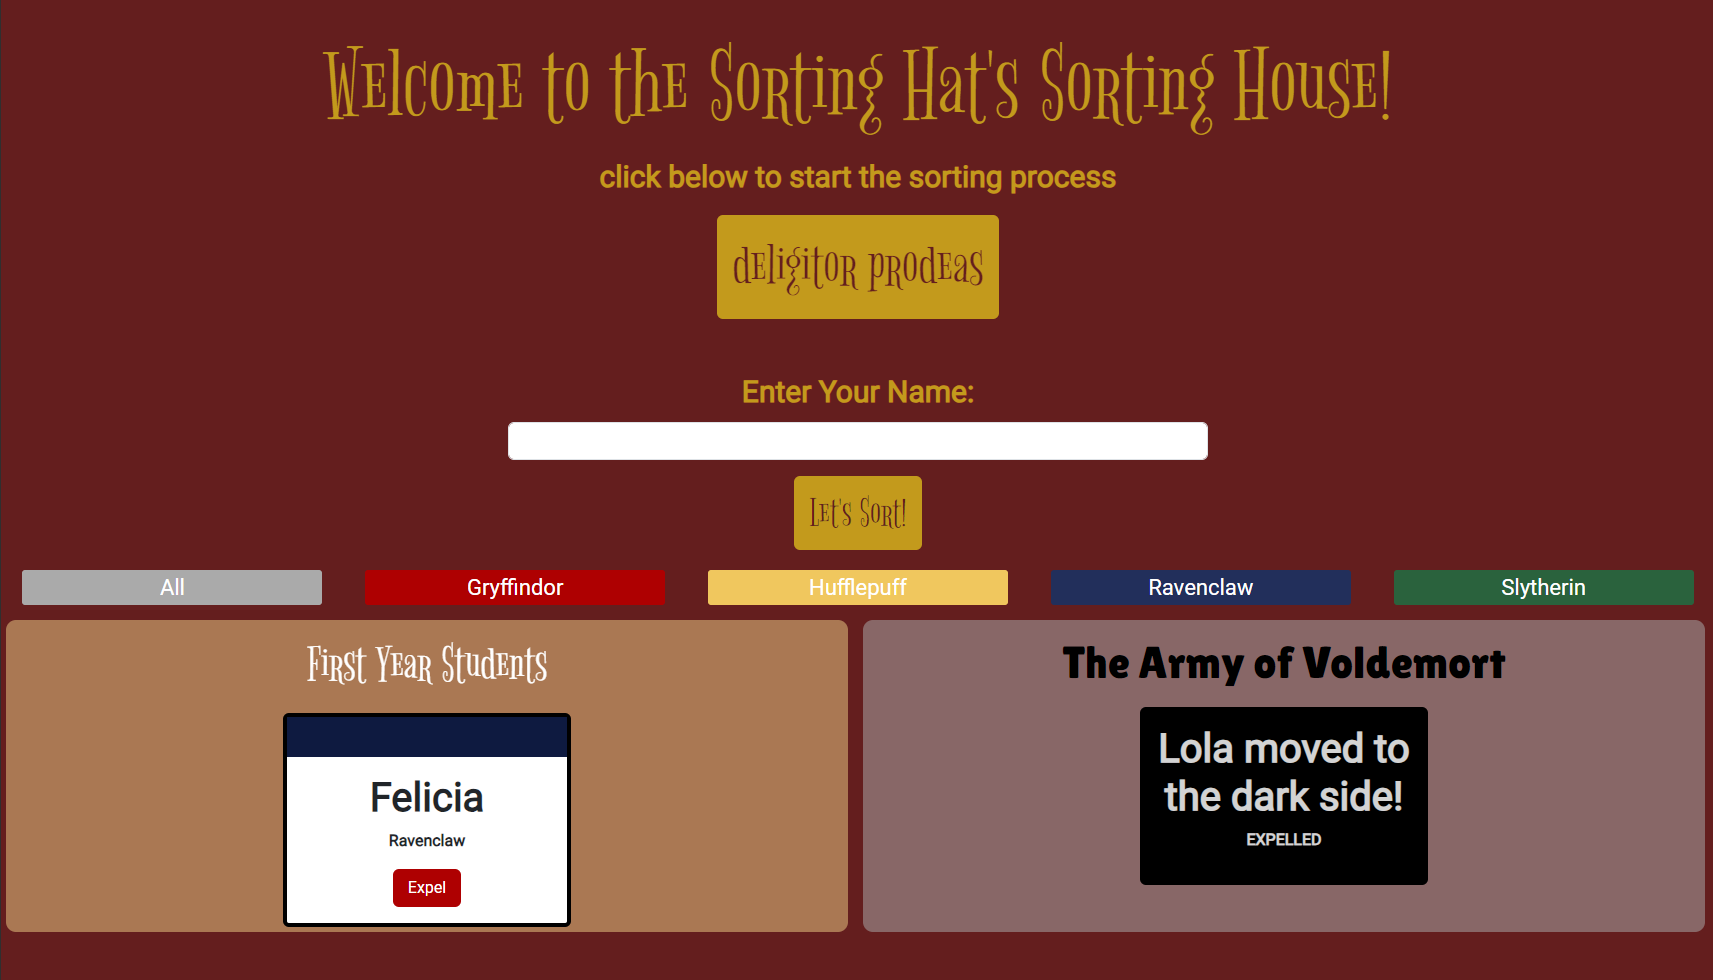 Welcome to the Sorting Hat's Sorting House!
click below to start the sorting process
deligitor prodeas
Enter Your Name:
Let's Sort!
All
Gryffindor
Hufflepuff
Ravenclaw
Slytherin
First Year Students
Felicia
Ravenclaw
Expel
The Army of Voldemort
Lola moved to
the dark side!
EXPELLED